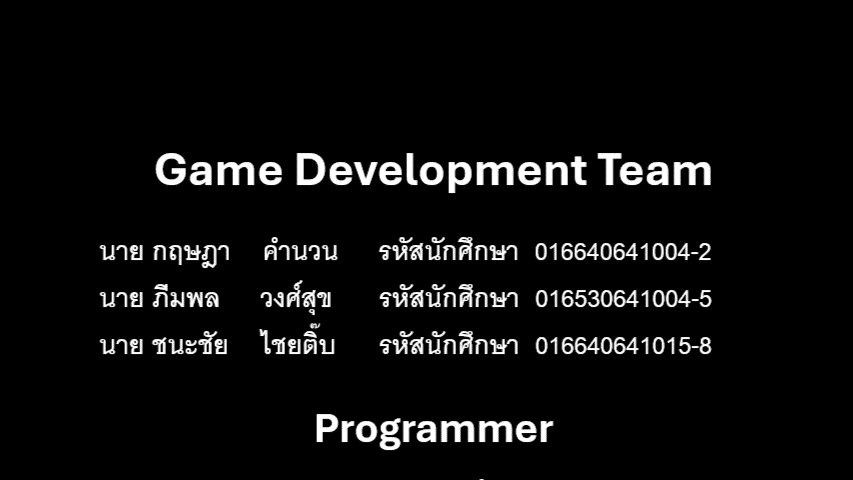 Game Development Team
นาย กฤษฎา คำนวน รหัสนักศึกษา 016640641004-2
นาย ภีมพล วงศ์สุข รหัสนักศึกษา 016530641004-5
นาย ชนะชัย ไชยติ๊บ รหัสนักศึกษา 016640641015-8
Programmer